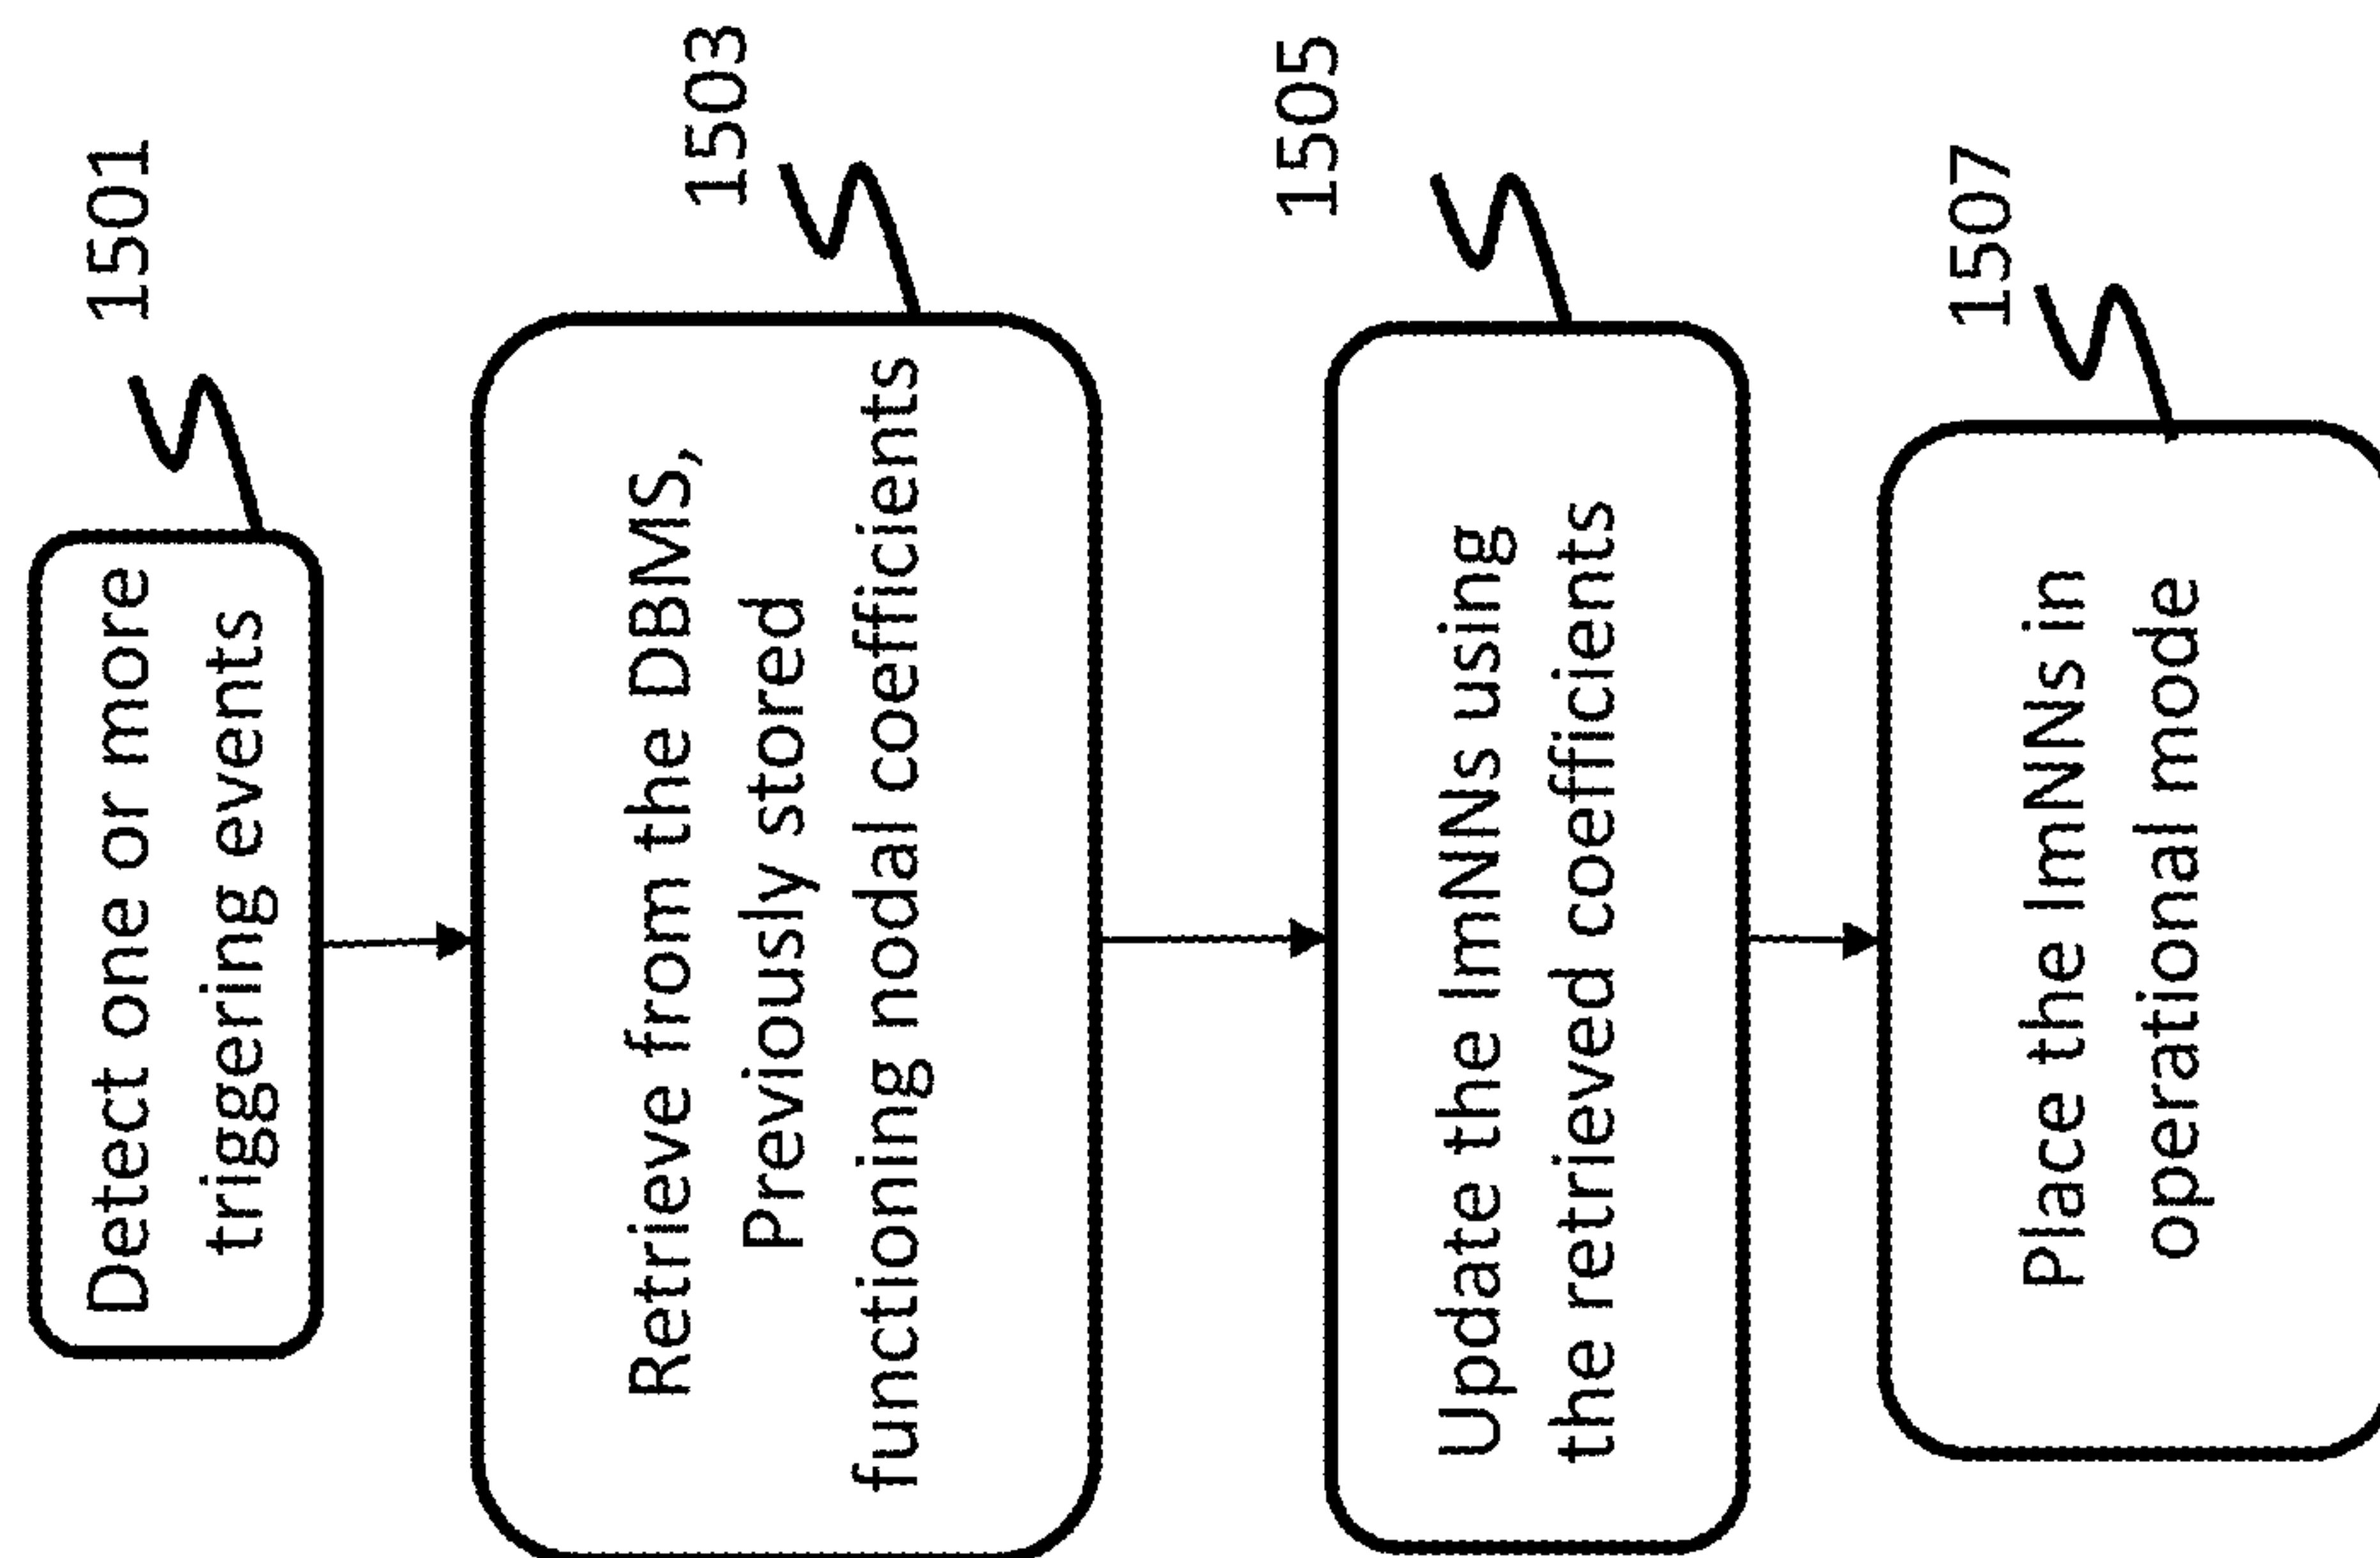 1501
Detect one or more
triggering events
1503
Retrieve from the DBMS,
Previously stored
functioning nodal coefficients
1505
Update the ImNNs using
the retrieved coefficients
1507
Place the ImNNs in
operational mode